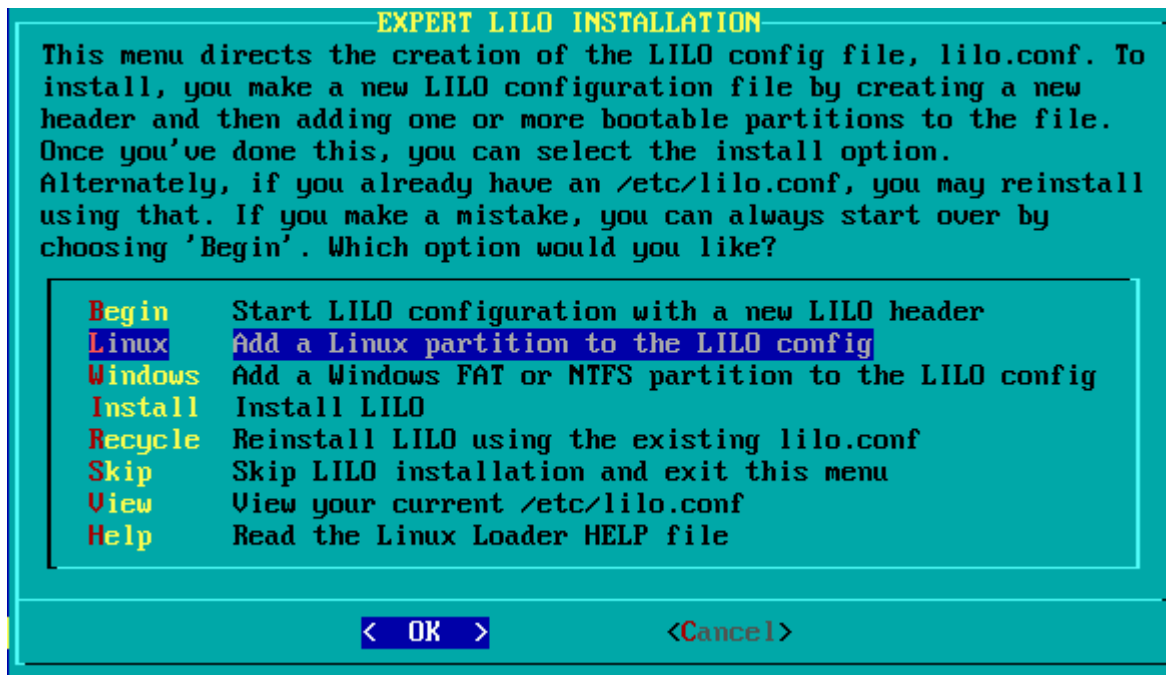 EXPERT LILO INSTALLATION
This menu directs the creation of the LILO config file, lilo.conf. To
install, you make a new LILO configuration file by creating a new
header and then adding one or more bootable partitions to the file.
Once you've done this, you can select the install option.
Alternately, if you already have an /etc/lilo.conf, you may reinstall
using that. If you make a mistake, you can always start over by
choosing 'Begin'. Which option would you like?
Begin Start LILO configuration with a new LILO header
Linux Add a Linux partition to the LILO config
Windows Add a Windows FAT or NTFS partition to the LILO config
Install Install LILO
Recycle Reinstall LILO using the existing lilo.conf
Skip Skip LILO installation and exit this menu
View View your current /etc/lilo.conf
Help Read the Linux Loader HELP file
< OK > <Cancel>